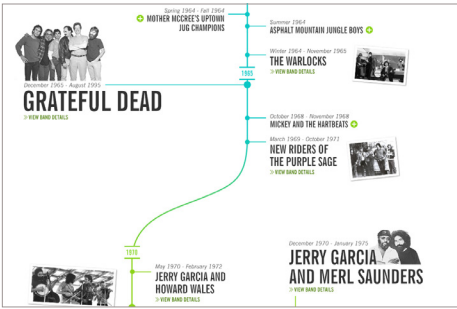 Spring 1964 - Fall 1964
MOTHER MCCREE'S UPTOWN
JUG CHAMPIONS
Summer 1964
ASPHALT MOUNTAIN JUNGLE BOYS
Winter 1964 - November 1965
THE WARLOCKS
» VIEW BAND DETAILS
1965
December 1965 - August 1995
GRATEFUL DEAD
» VIEW BAND DETAILS
October 1968 - November 1968
MICKEY AND THE HARTBEATS
March 1969 - October 1971
NEW RIDERS OF
THE PURPLE SAGE
» VIEW BAND DETAILS
1970
May 1970 - February 1973
JERRY GARCIA AND
HOWARD WALES
» VIEW BAND DETAILS
December 1970 - January 1975
JERRY GARCIA
AND MERL SAUNDERS
» VIEW BAND DETAILS